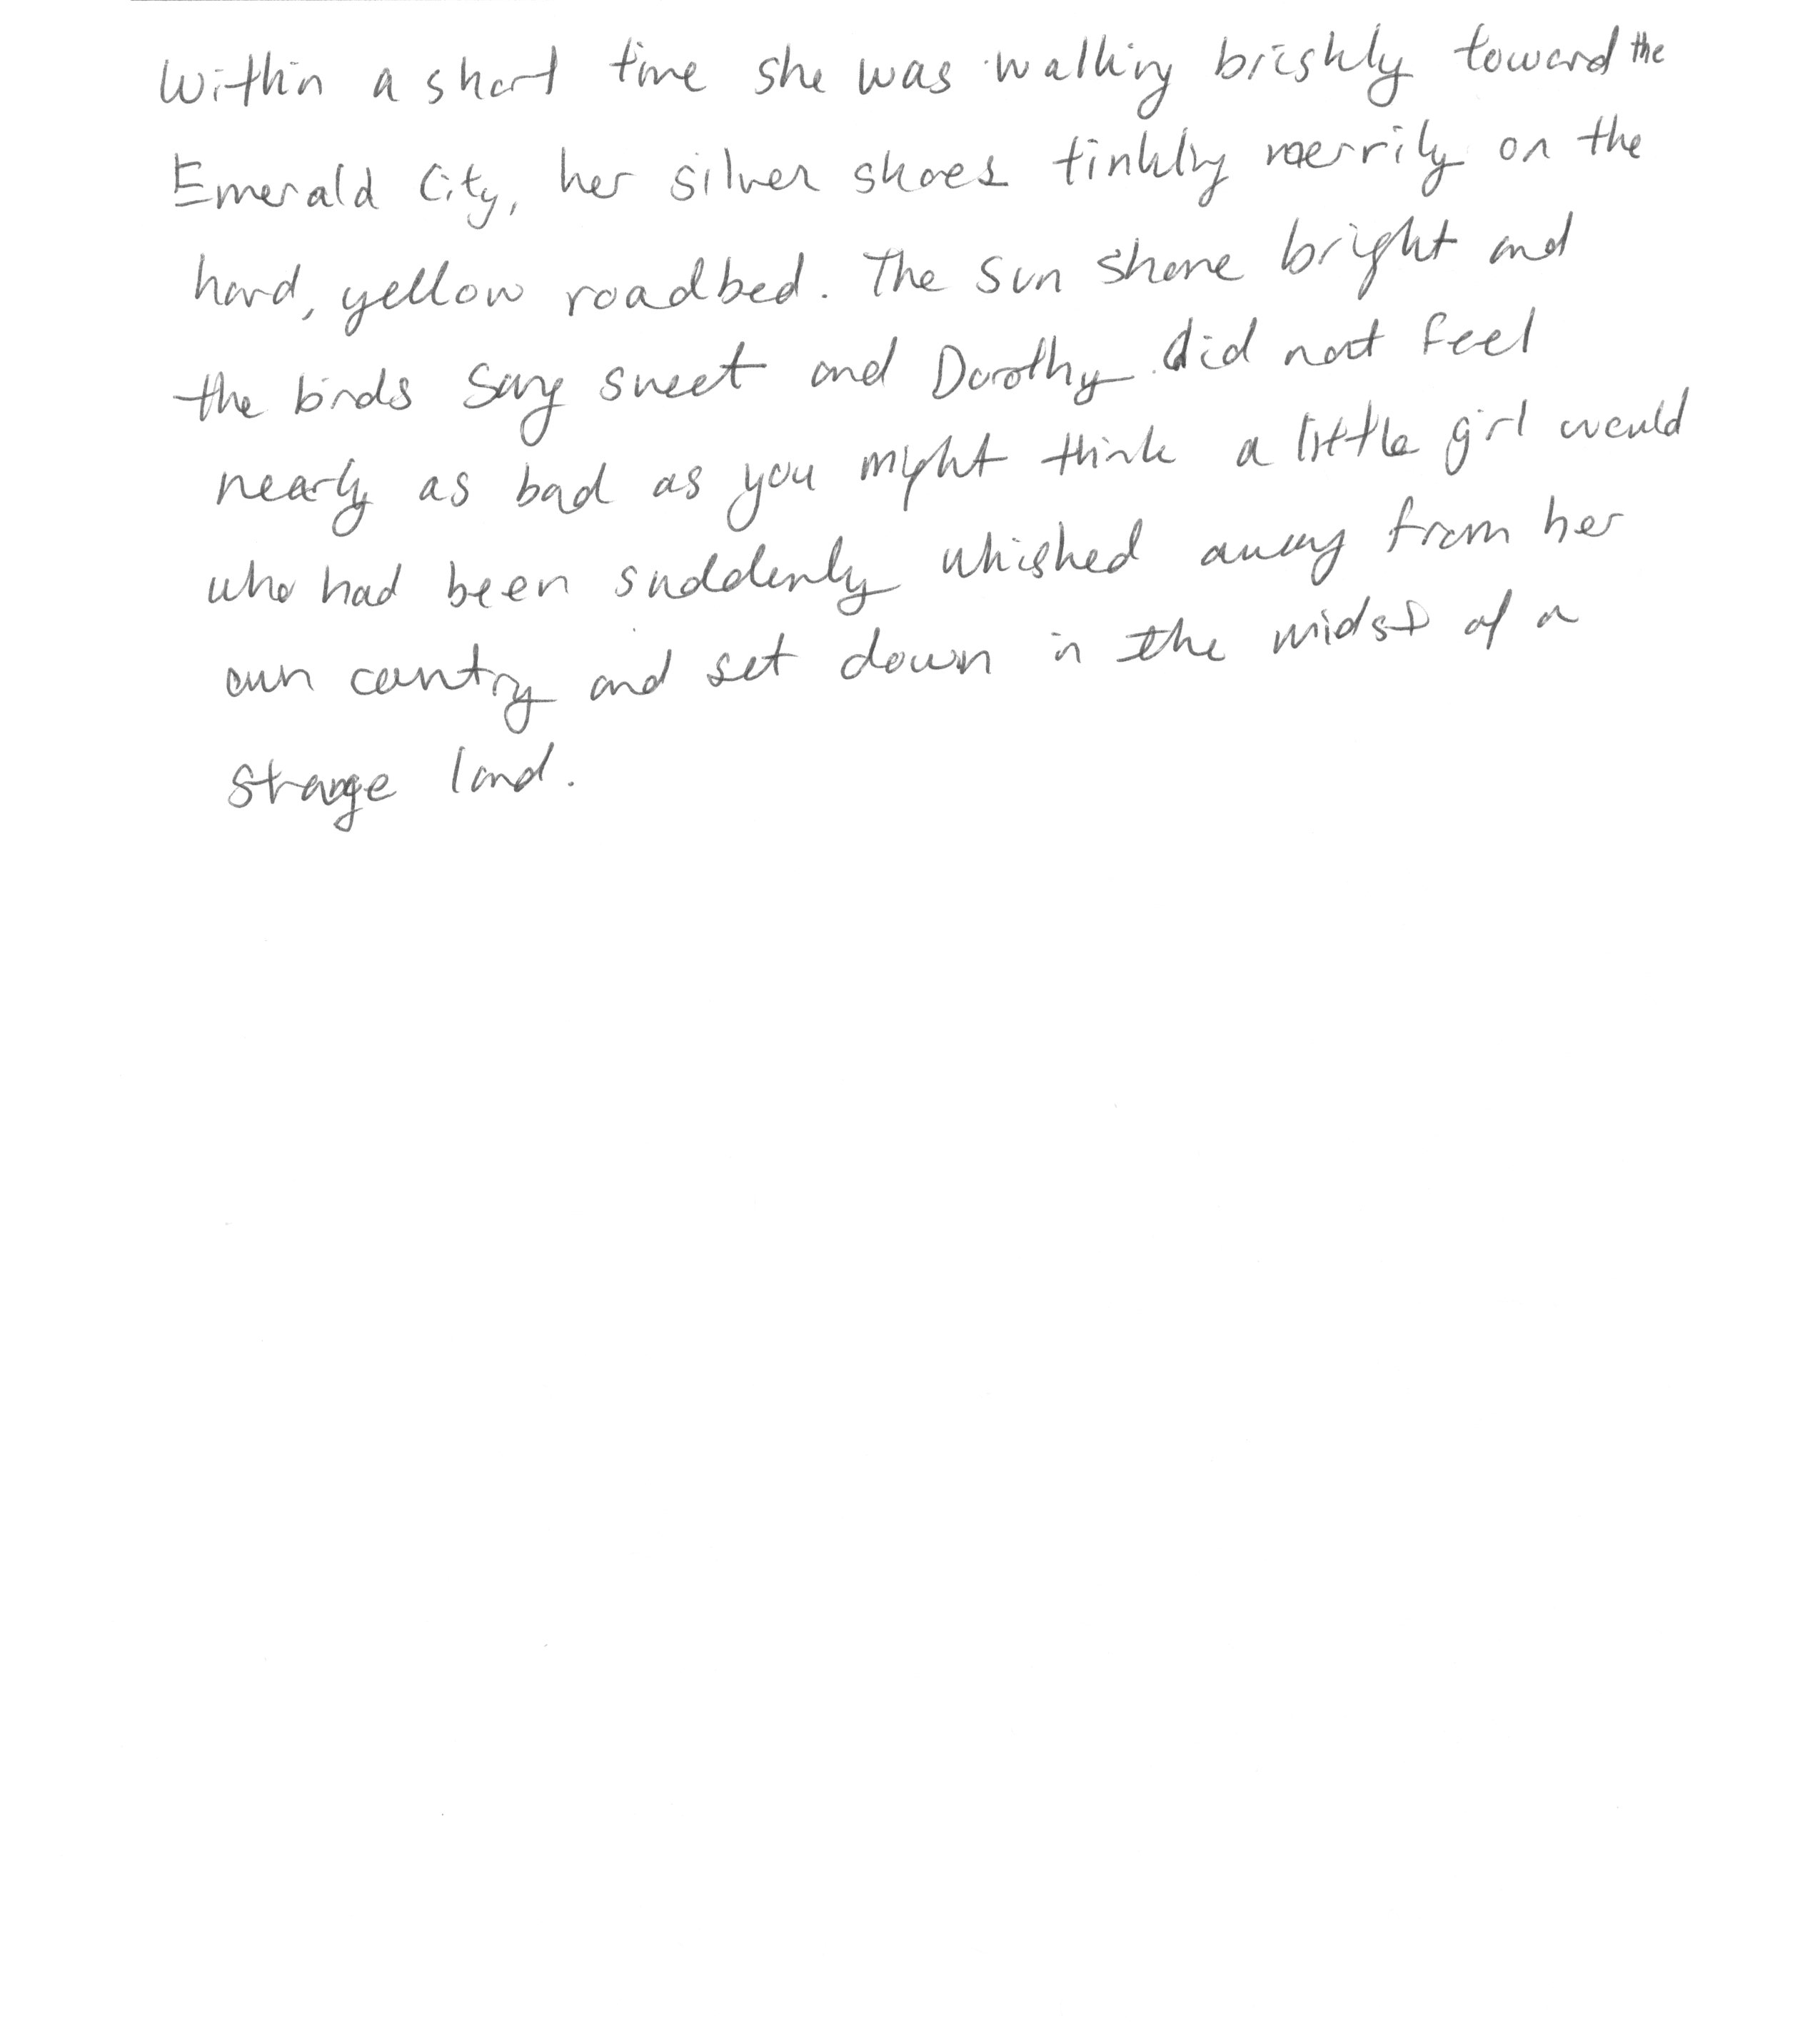 Within a short time she was walking briskly toward the
Emerald City, her silver shoes tinkling merrily on the
hard, yellow roadbed. The sun shone bright and
the birds sang sweet and Dorothy did not feel
nearly as bad as you might think a little girl would
who had been suddenly whished away from her
own country and set down in the midst of a
strange land.